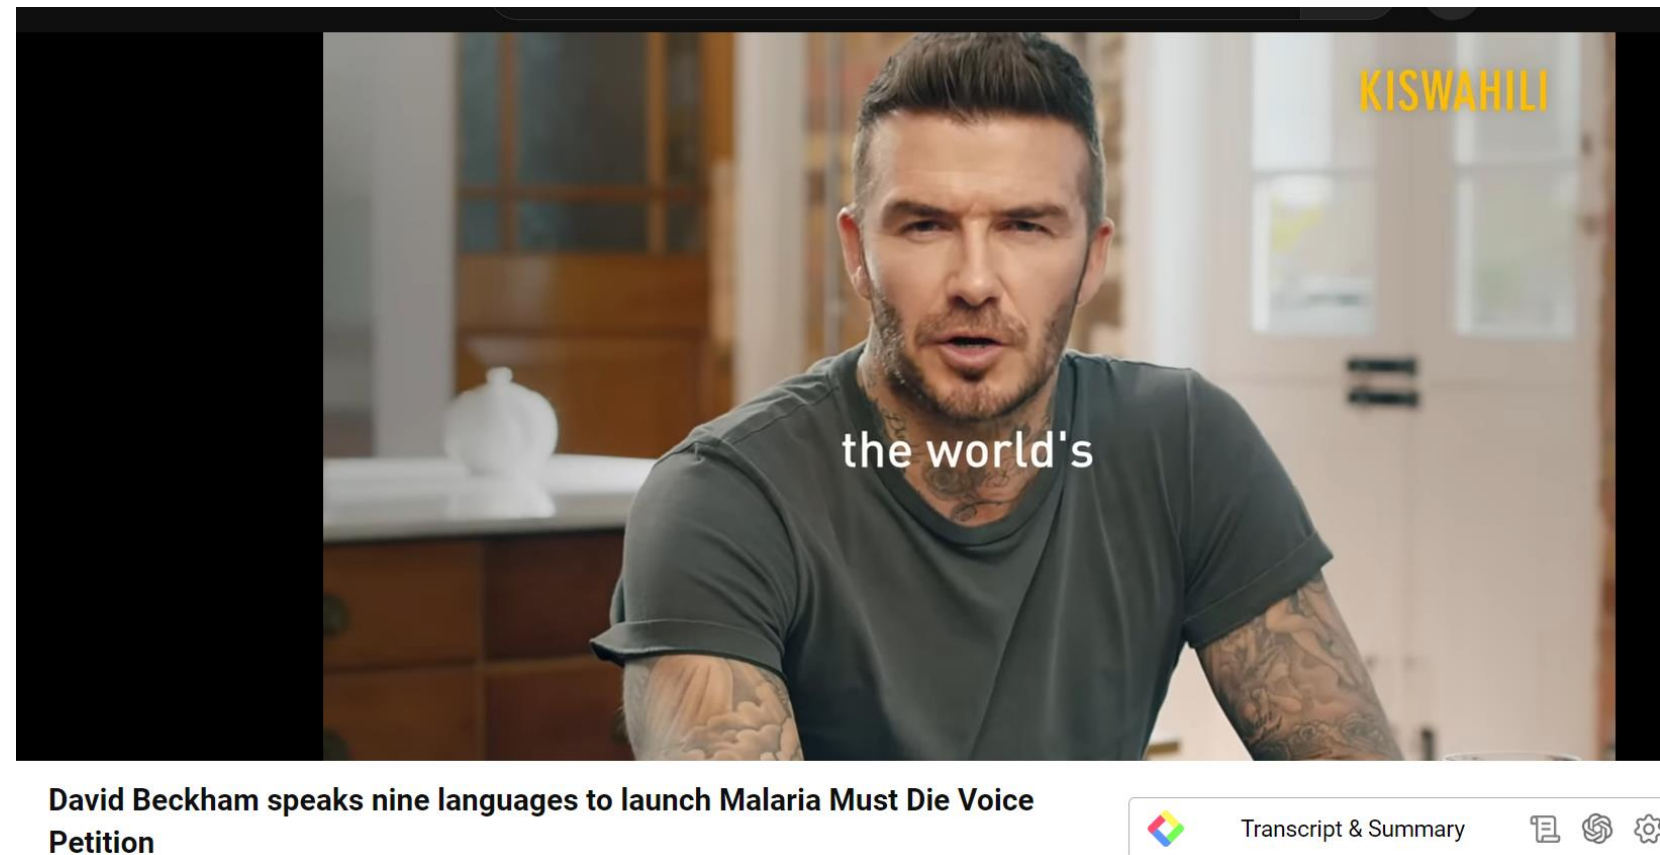 KISWAHILI
the world's
David Beckham speaks nine languages to launch Malaria Must Die Voice
Petition
Transcript & Summary